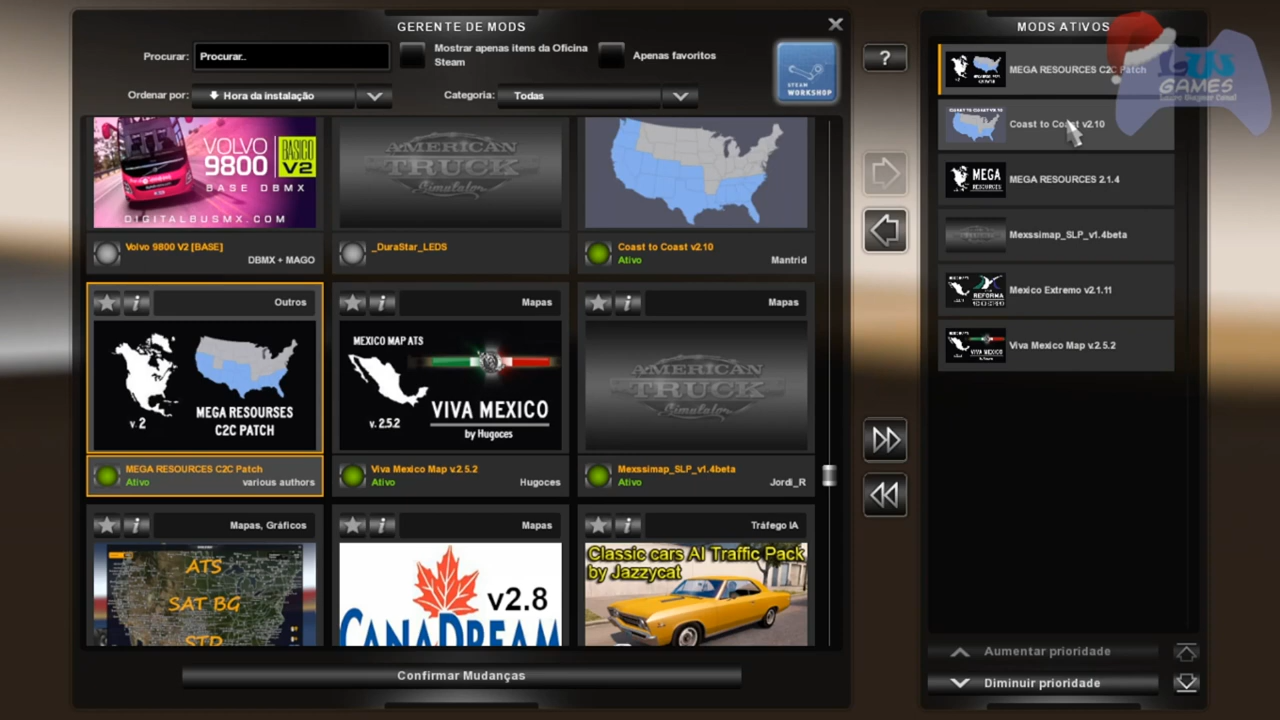 GERENTE DE MODS
Procurar:
Procurar..
Mostrar apenas itens da Oficina
Steam
Apenas favoritos
STEAM
WORKSHOP
Ordenar por:
Hora da instalação
Categoria:
Todas
VOLVO
9800
BASICO
V2
BASE DBMX
DIGITALBUSMX.COM
Volvo 9800 V2 [BASE]
DBMX + MAGO
AMERICAN
TRUCK
Simulator
_DuraStar_LEDS
Coast to Coast v2.10
Ativo
Mantrid
Outros
v. 2
MEGA RESOURSES
C2C PATCH
MEGA RESOURCES C2C Patch
Ativo
various authors
Mapas
MEXICO MAP ATS
v. 2.5.2
VIVA MEXICO
by Hugoces
Viva Mexico Map v.2.5.2
Ativo
Hugoces
Mapas
AMERICAN
TRUCK
Simulator
Mexssimap_SLP_v1.4beta
Ativo
Jordi_R
Mapas, Gráficos
ATS
SAT BG
STP
Mapas
v2.8
CANADREAM
Tráfego IA
Classic cars AI Traffic Pack
by Jazzycat
Confirmar Mudanças
?
MODS ATIVOS
MEGA RESOURCES C2C Patch
Coast to Coast v2.10
MEGA
RESOURCES
MEGA RESOURCES 2.1.4
Mexssimap_SLP_v1.4beta
REFORMA
Mexico Extremo v2.1.11
VIVA MEXICO
Viva Mexico Map v.2.5.2
Aumentar prioridade
Diminuir prioridade
GAMES